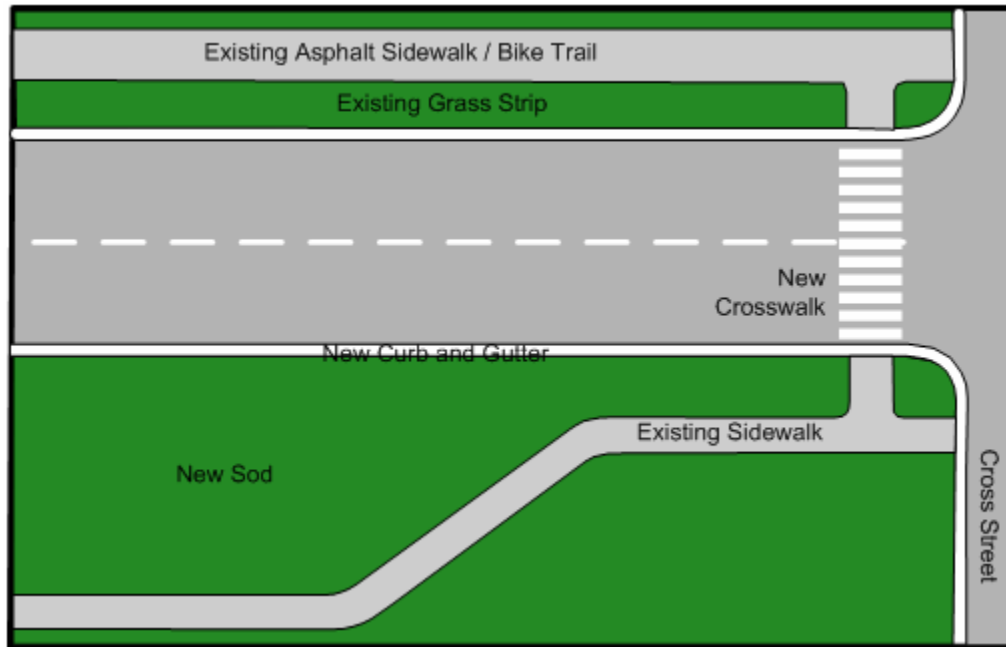 Existing Asphalt Sidewalk / Bike Trail
Existing Grass Strip
New
Crosswalk
New Curb and Gutter
Existing Sidewalk
New Sod
Cross Street